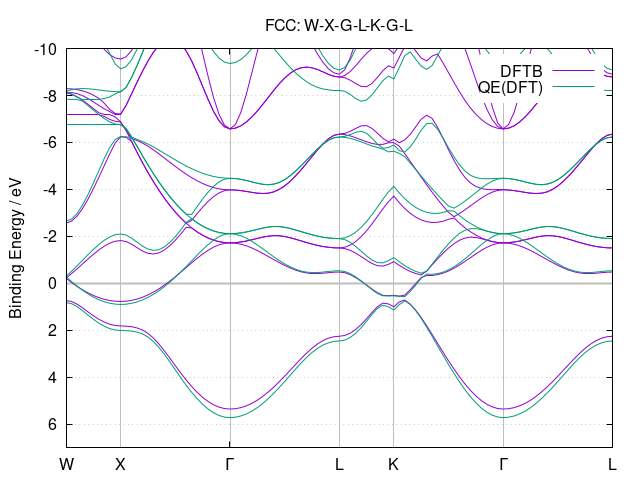 FCC: W-X-G-L-K-G-L
DFTB
QE(DFT)
-10
-8
-6
-4
-2
0
2
4
6
Binding Energy / eV
W X Γ L K Γ L